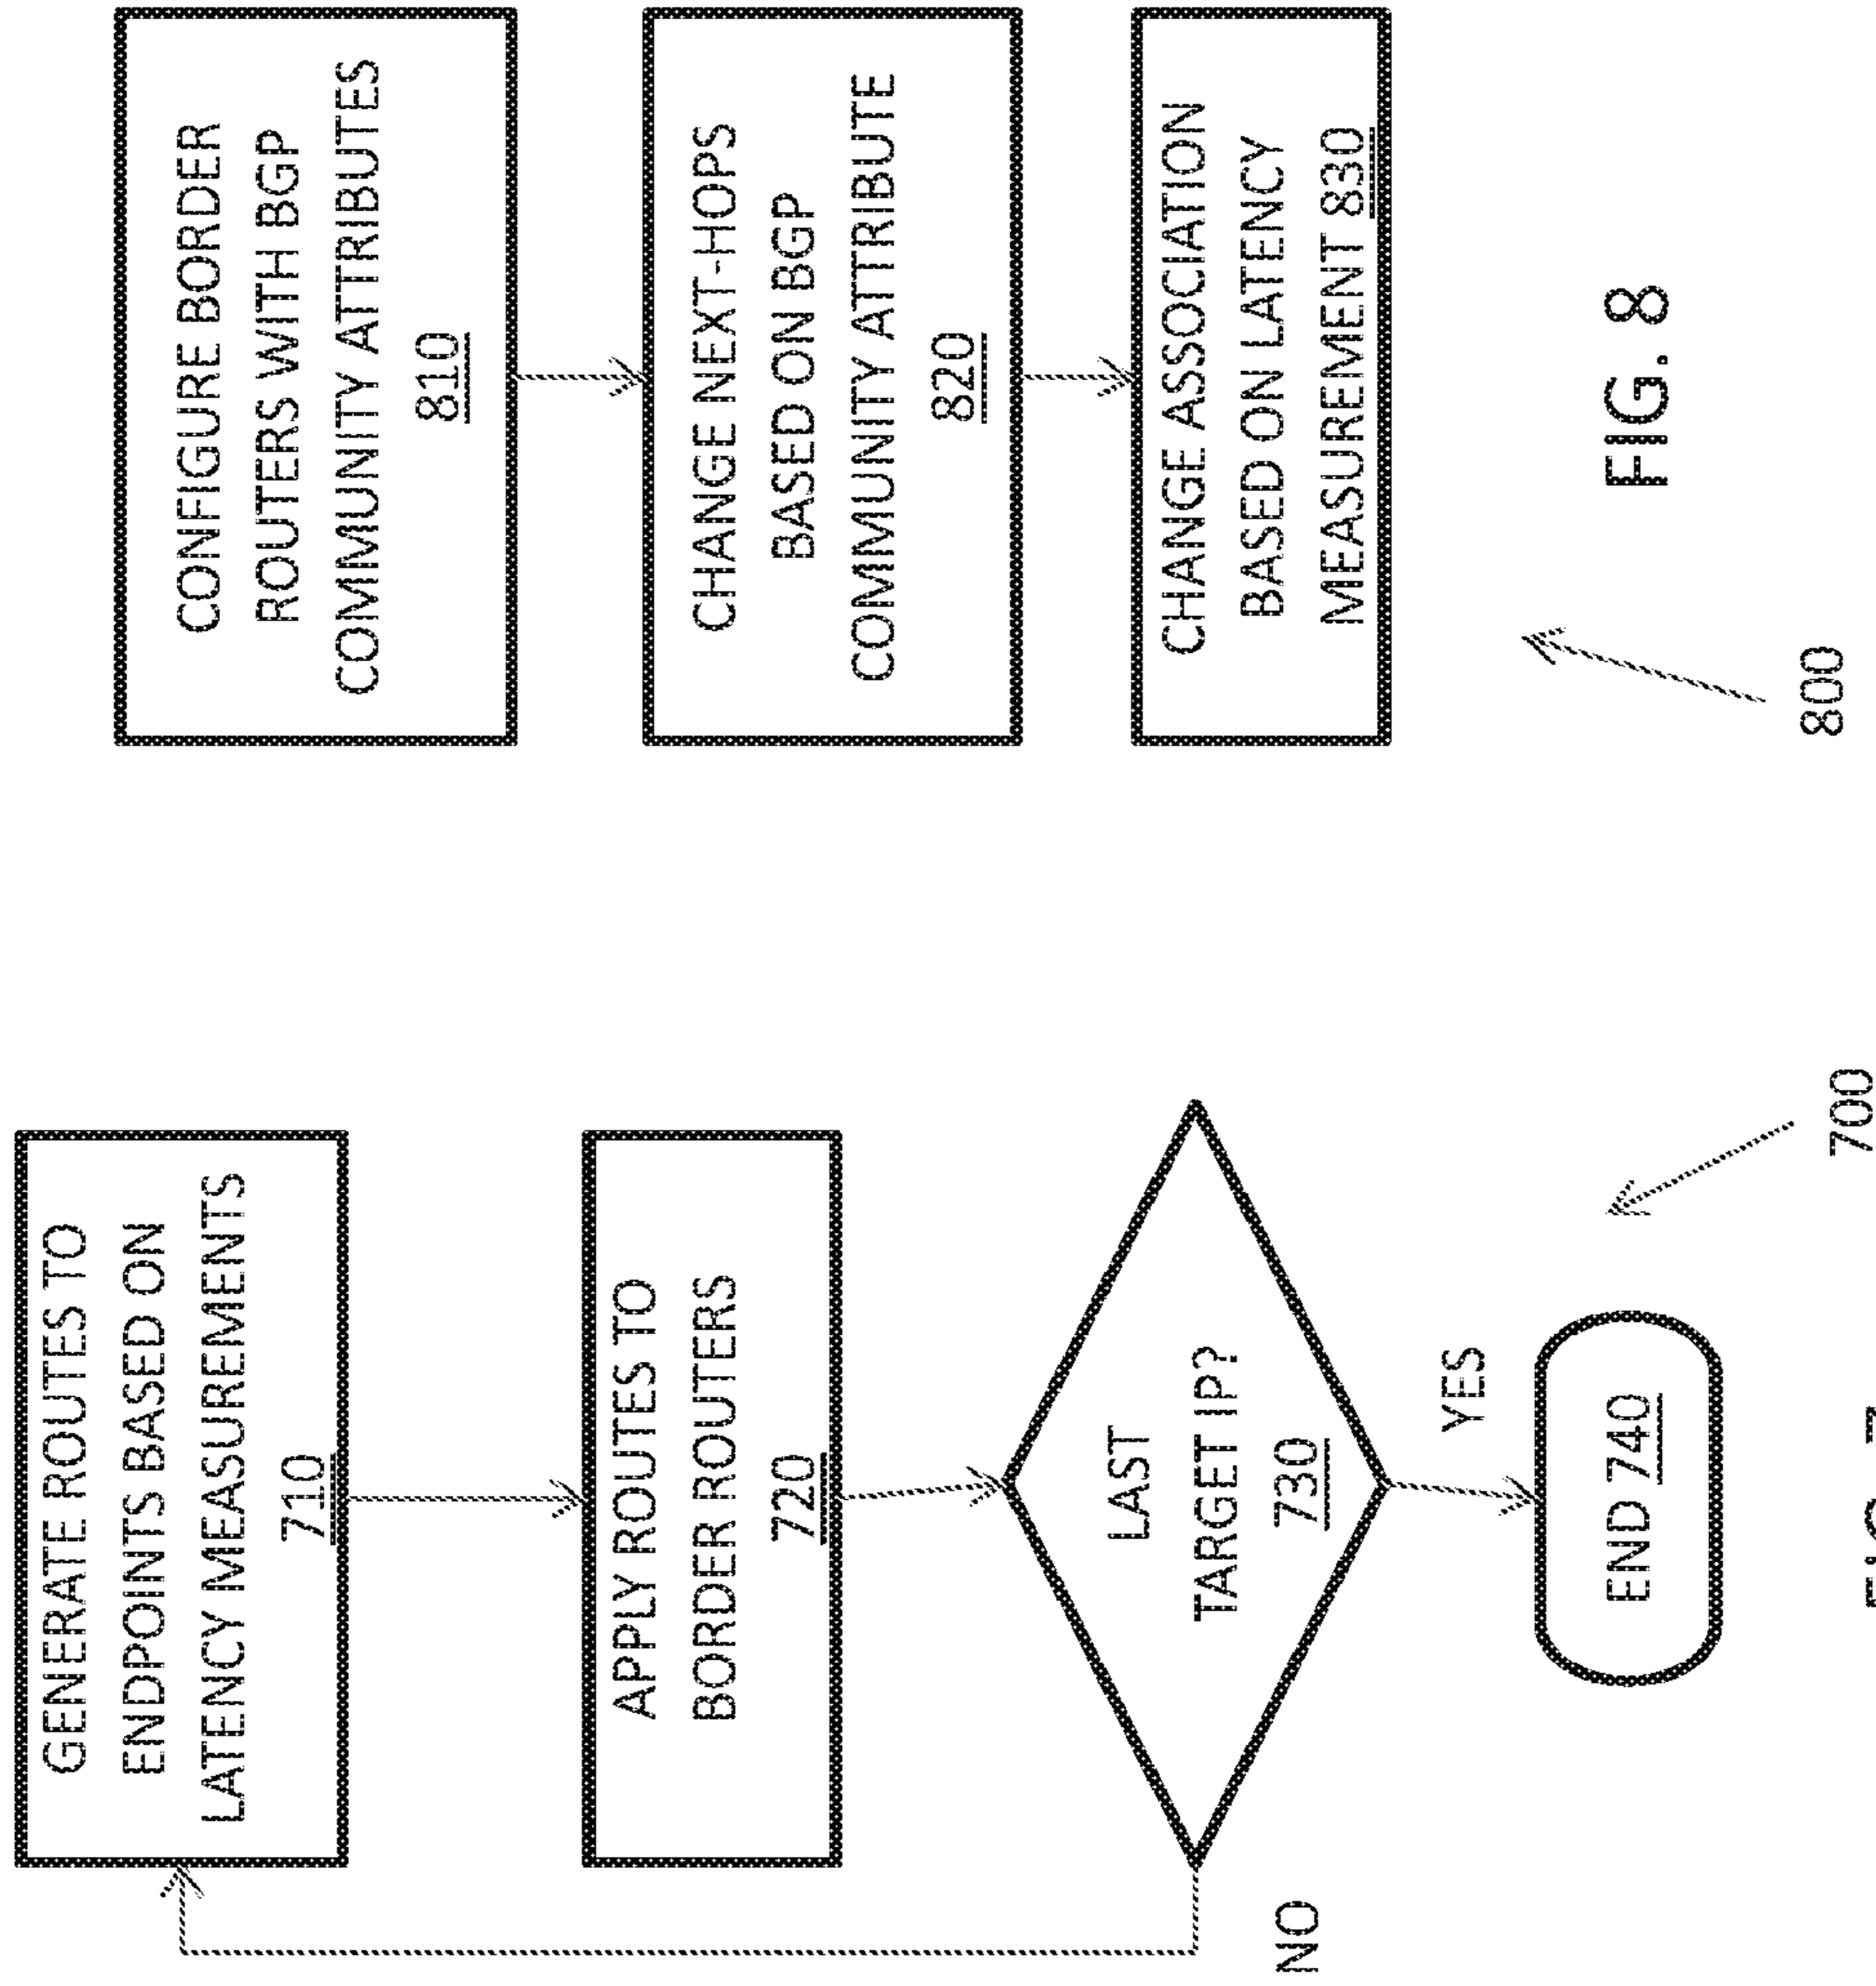 GENERATE ROUTES TO
ENDPOINTS BASED ON
LATENCY MEASUREMENTS
710
APPLY ROUTES TO
BORDER ROUTERS
720
LAST
TARGET IP?
730
NO
YES
END 740
700
CONFIGURE BORDER
ROUTERS WITH BGP
COMMUNITY ATTRIBUTES
810
CHANGE NEXT-HOPS
BASED ON BGP
COMMUNITY ATTRIBUTE
820
CHANGE ASSOCIATION
BASED ON LATENCY
MEASUREMENT 830
FIG. 8
800